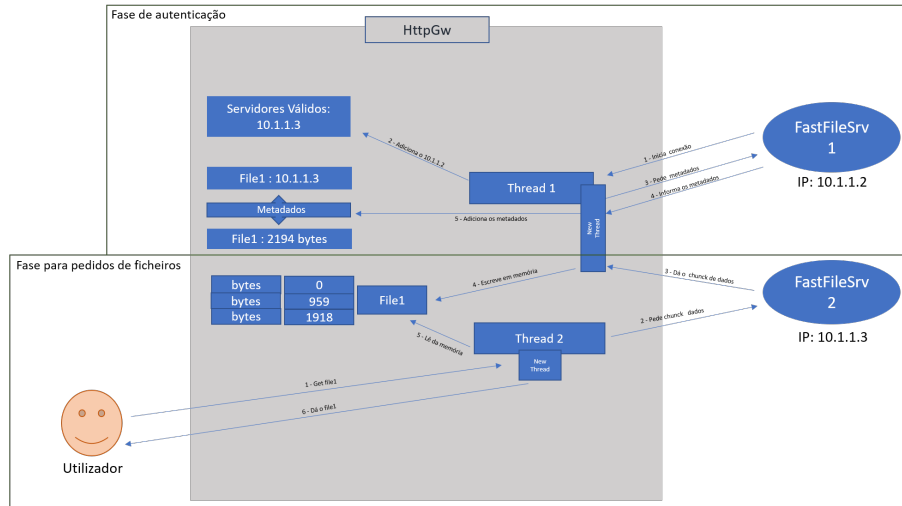 Fase de autenticação
HttpGw
Servidores Válidos:
10.1.1.3
2 - Adiciona o 10.1.1.2
1 - Inicia conexão
FastFileSrv
1
IP: 10.1.1.2
File1 : 10.1.1.3
Thread 1
3 - Pede metadados
4 - Informa os metadados
Metadados
5 - Adiciona os metadados
New
Thread
File1 : 2194 bytes
Fase para pedidos de ficheiros
bytes
0
bytes
959
bytes
1918
File1
4 - Escreve em memória
3 - Dá o chunck de dados
FastFileSrv
2
IP: 10.1.1.3
5 - Lê da memória
Thread 2
2 - Pede chunck dados
New
Thread
1 - Get file1
6 - Dá o file1
Utilizador